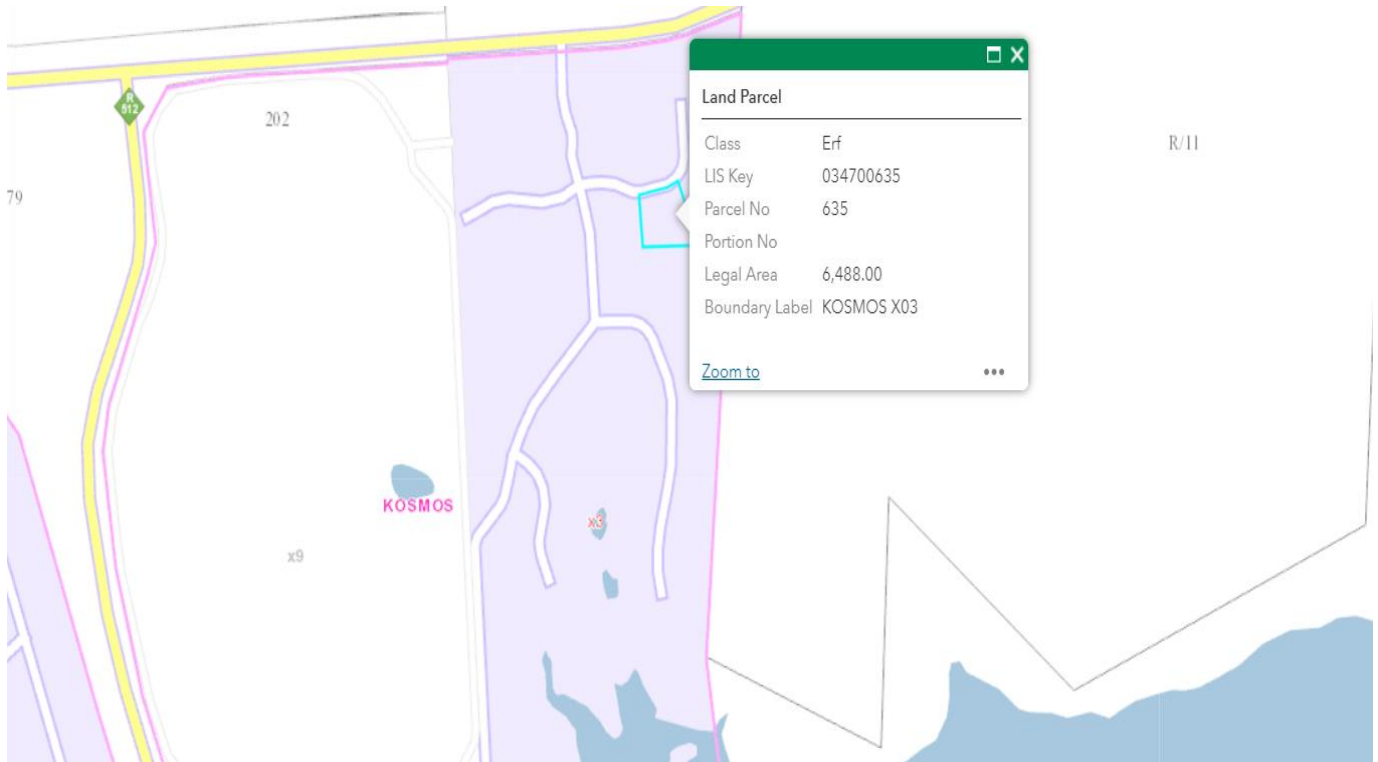 R
512
202
79
Land Parcel
Class Erf
LIS Key 034700635
Parcel No 635
Portion No
Legal Area 6,488.00
Boundary Label KOSMOS X03
Zoom to
R/11
KOSMOS
x3
x9